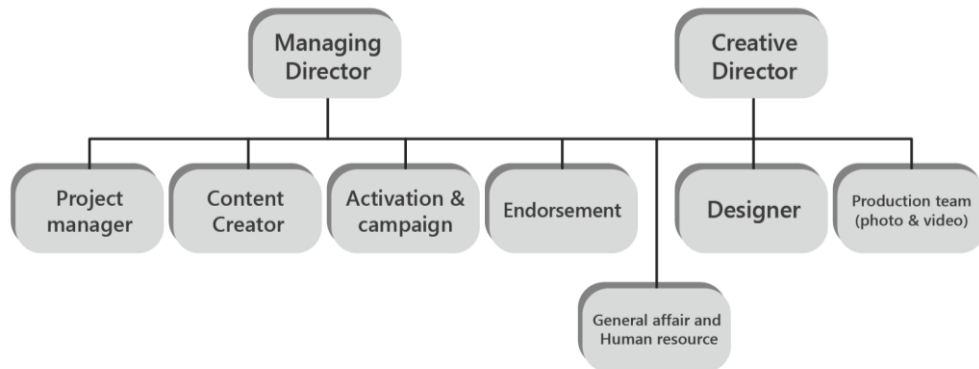 Managing
Director
Creative
Director
Project
manager
Content
Creator
Activation &
campaign
Endorsement
Designer
Production team
(photo & video)
General affair and
Human resource